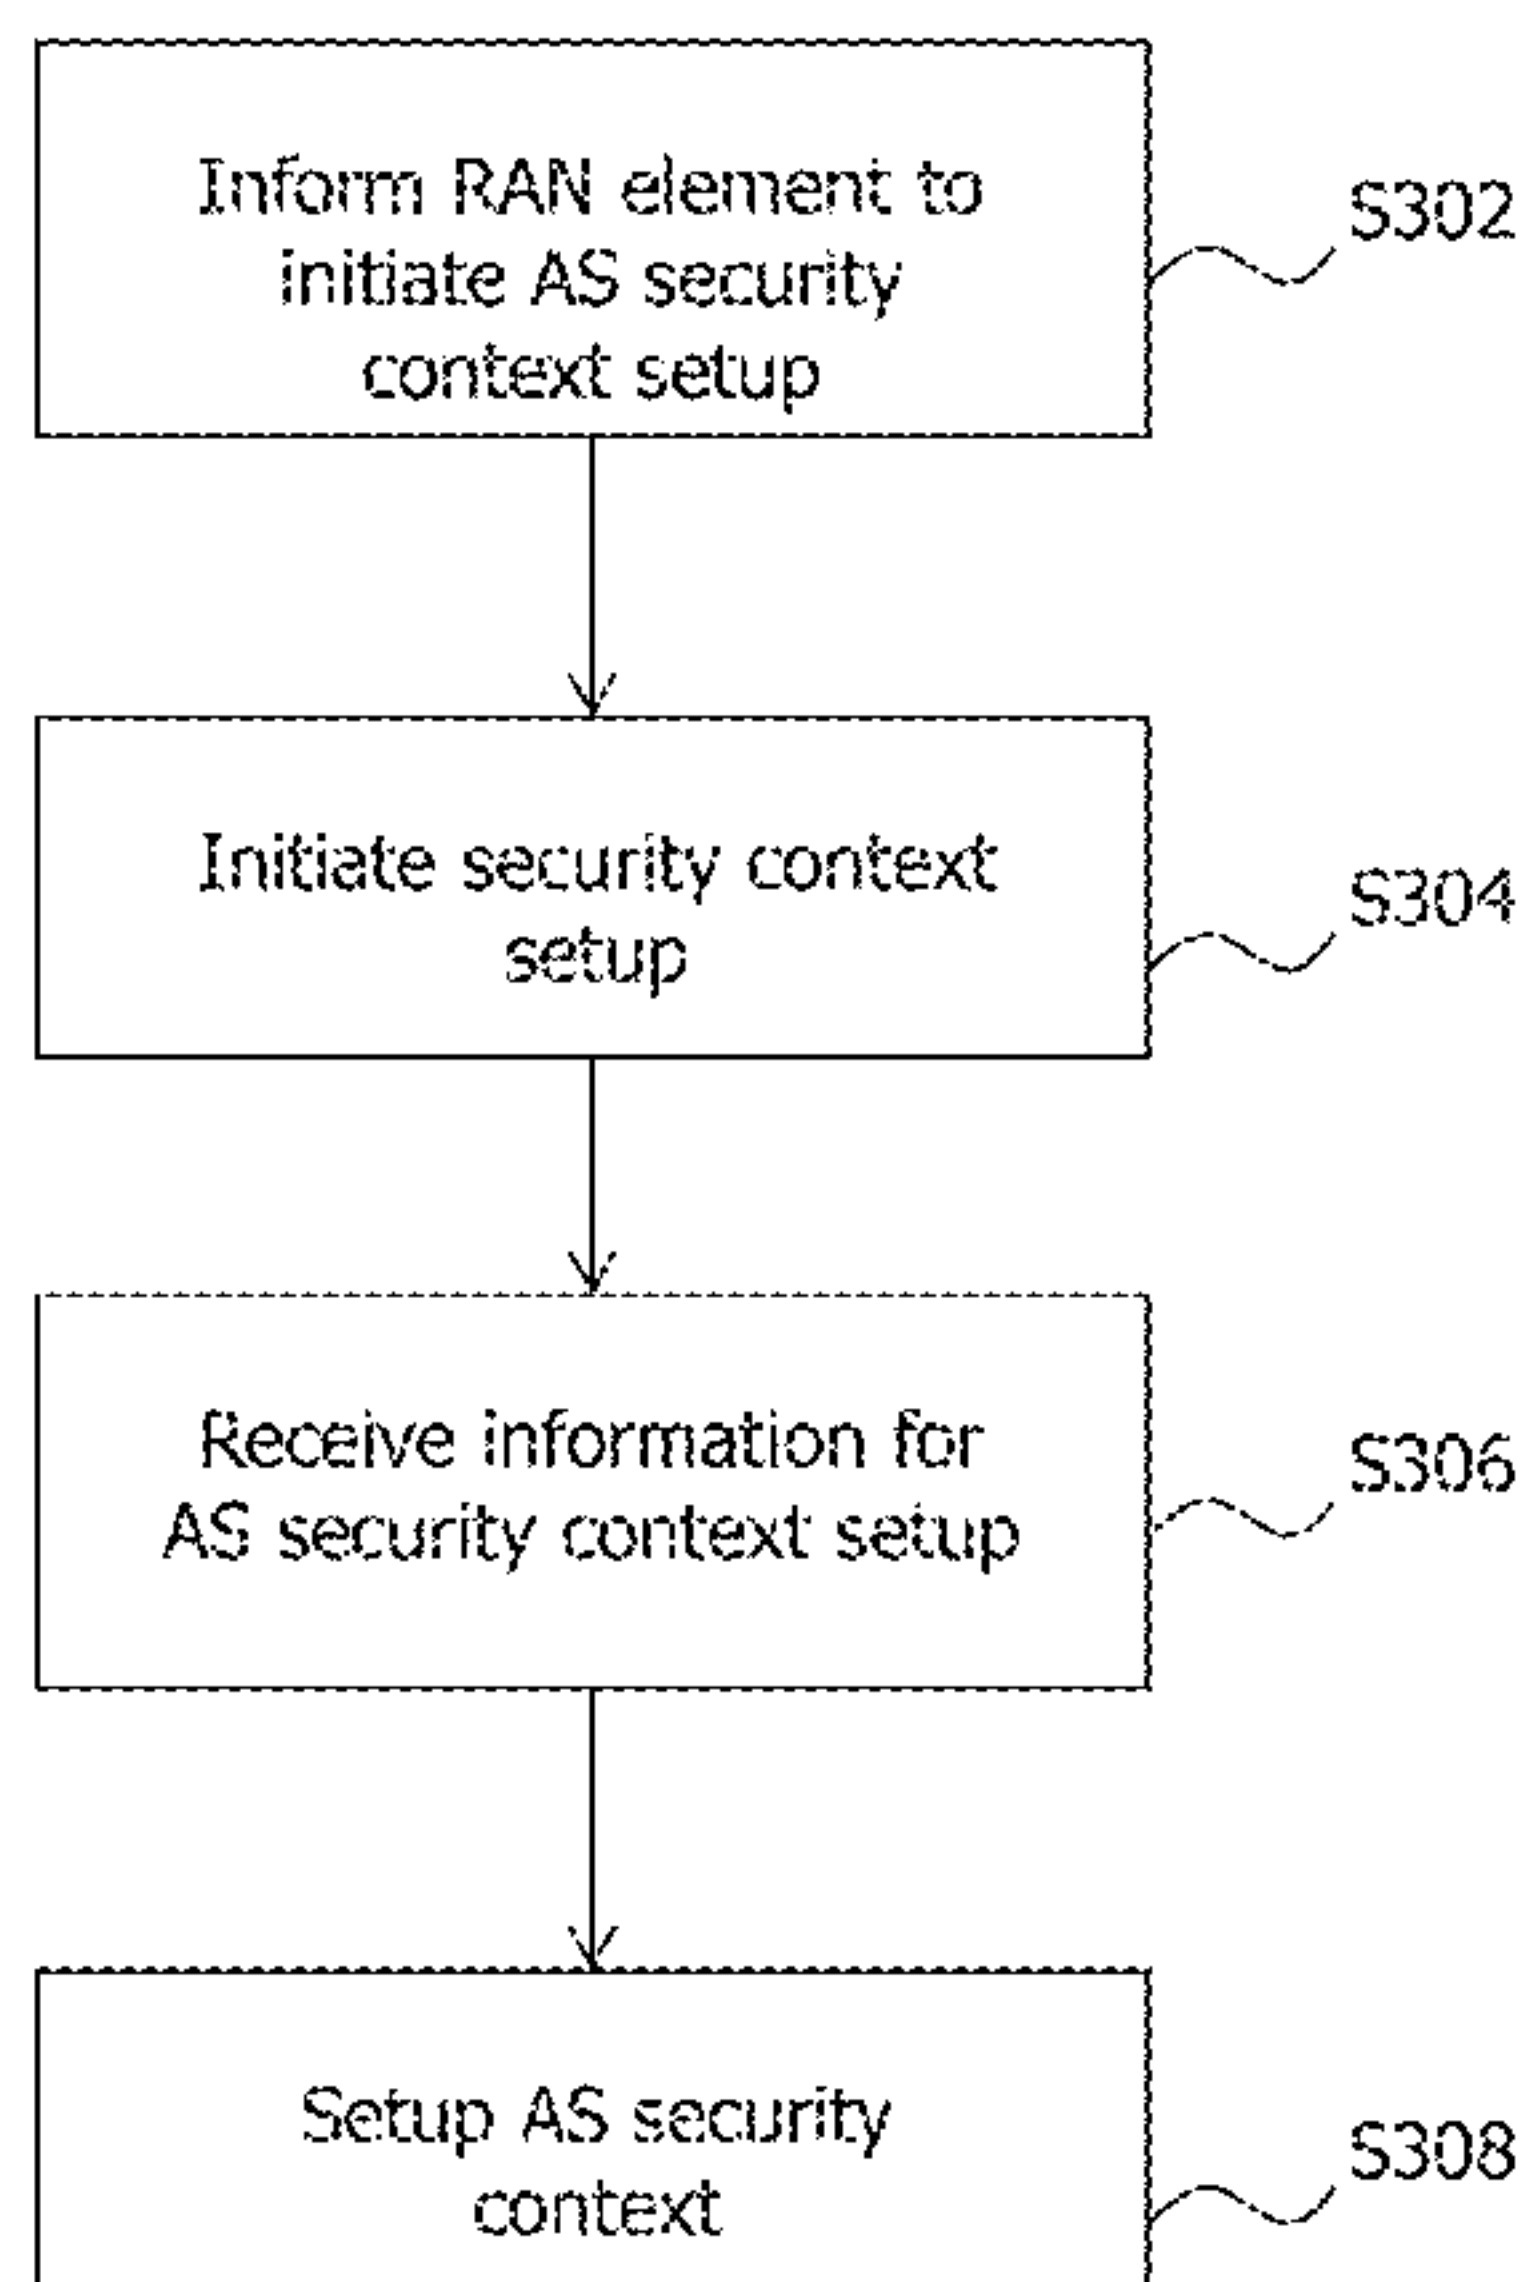 Inform RAN element to
initiate AS security
context setup
S302
Initiate security context
setup
S304
Receive information for
AS security context setup
S306
Setup AS security
context
S308